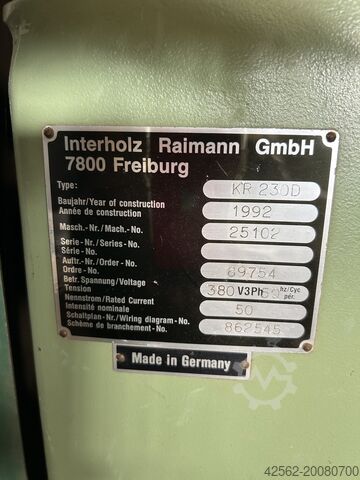 Interholz Raimann GmbH
7800 Freiburg
Type: KR 230D
Baujahr/Year of construction
Année de construction 1992
Masch.-Nr./Mach.-No. 25102
Serie-Nr./Series-No.
Série-No.
Auftr.-Nr./Order-No.
Ordre-No. 69754
Betr. Spannung/Voltage
Tension 380 V3Ph hz/Cyc pér.
Nennstrom/Rated Current
Intensité nominale 50
Schaltplan-Nr./Wiring diagram-No.
Schème de branchement-No. 862545
Made in Germany
42562-20080700